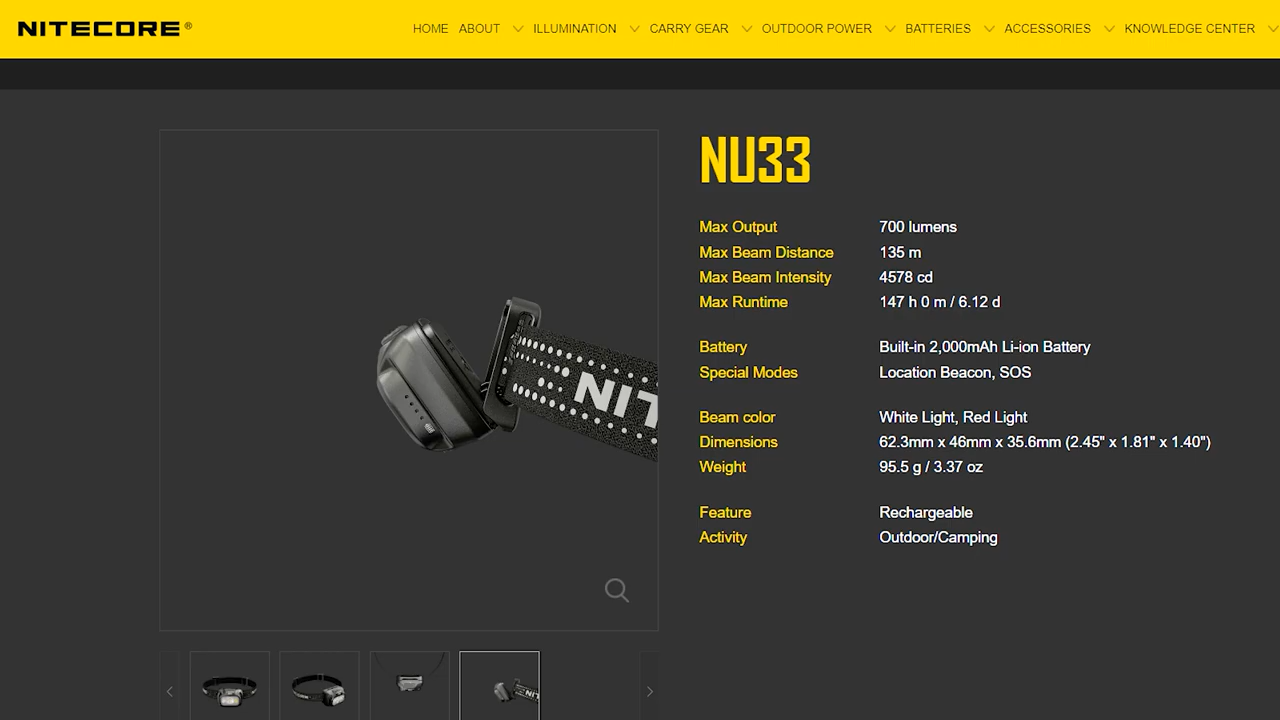 NITECORE®
HOME ABOUT ILLUMINATION CARRY GEAR OUTDOOR POWER BATTERIES ACCESSORIES KNOWLEDGE CENTER
NU33
Max Output 700 lumens
Max Beam Distance 135 m
Max Beam Intensity 4578 cd
Max Runtime 147 h 0 m / 6.12 d
Battery Built-in 2,000mAh Li-ion Battery
Special Modes Location Beacon, SOS
Beam color White Light, Red Light
Dimensions 62.3mm x 46mm x 35.6mm (2.45" x 1.81" x 1.40")
Weight 95.5 g / 3.37 oz
Feature Rechargeable
Activity Outdoor/Camping
NIT